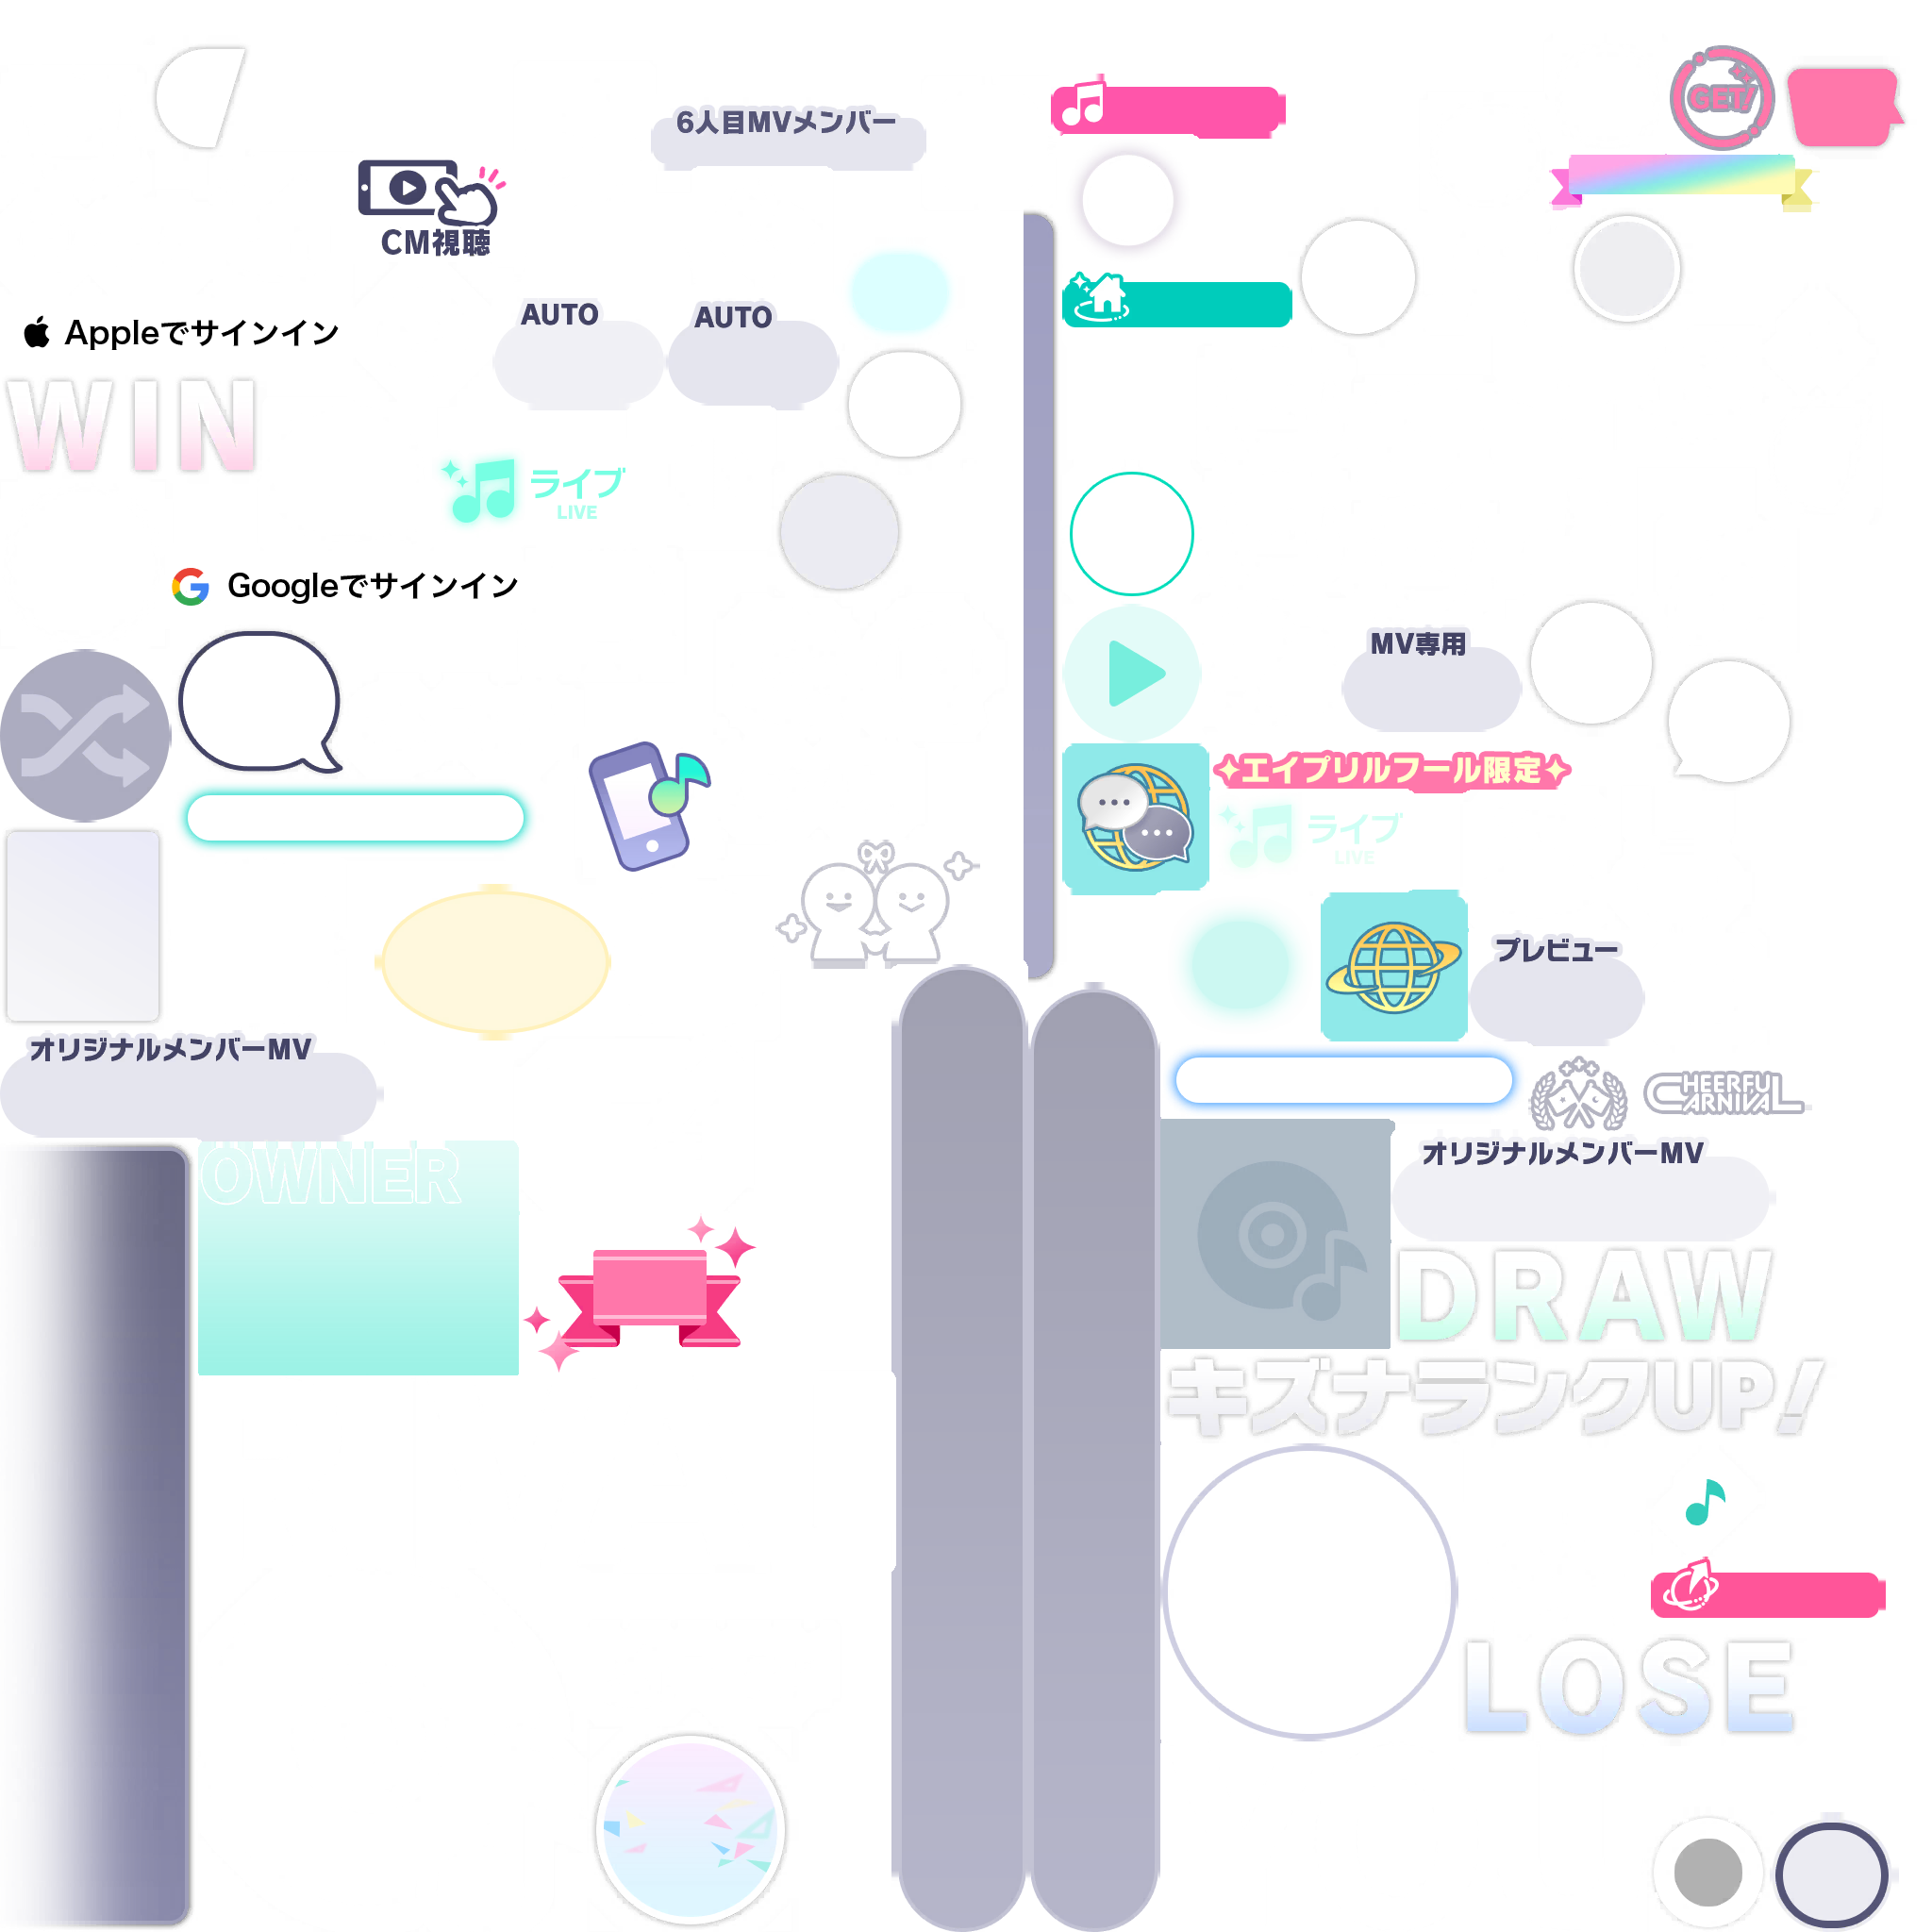 GET!
6人目MVメンバー
CM視聴
AUTO
AUTO
Appleでサインイン
WIN
ライブ
LIVE
Googleでサインイン
MV専用
エイプリルフール限定
ライブ
LIVE
プレビュー
オリジナルメンバーMV
CHEERFUL
CARNIVAL
オリジナルメンバーMV
OWNER
DRAW
キズナランクUP!
LOSE